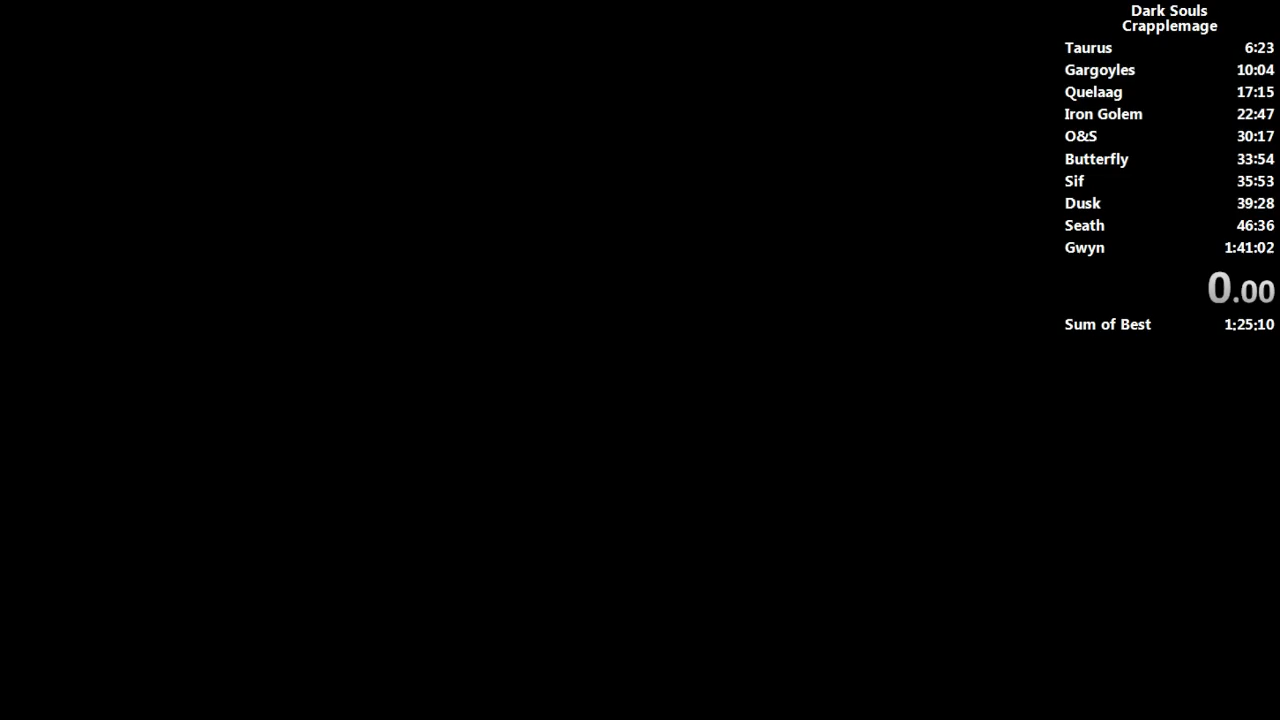 Dark Souls
Crapplemage
Taurus 6:23
Gargoyles 10:04
Quelaag 17:15
Iron Golem 22:47
O&S 30:17
Butterfly 33:54
Sif 35:53
Dusk 39:28
Seath 46:36
Gwyn 1:41:02
0.00
Sum of Best 1:25:10